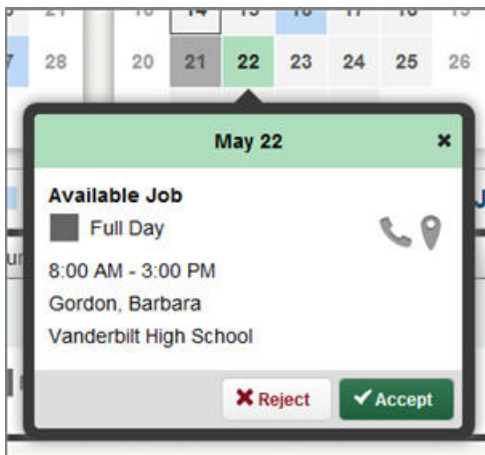 14
28 20 21 22 23 24 25 26
May 22
Available Job
Full Day
8:00 AM - 3:00 PM
Gordon, Barbara
Vanderbilt High School
Reject Accept